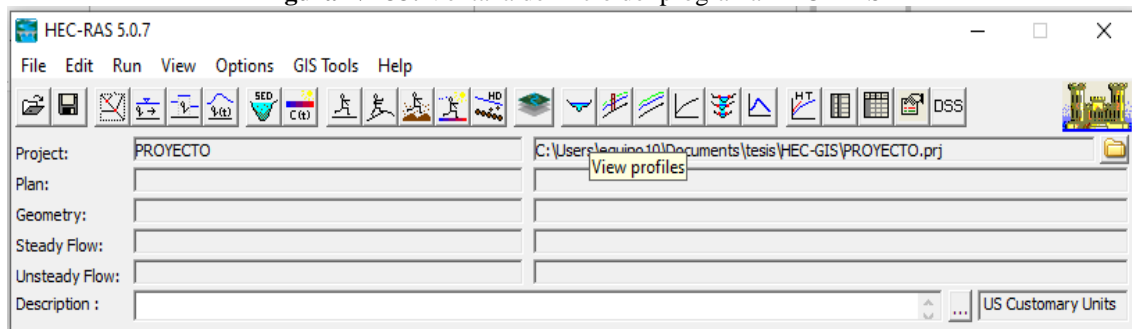 HEC-RAS 5.0.7
File Edit Run View Options GIS Tools Help
SED C(t) HD HT DSS
Project: PROYECTO C:\Users\equipo10\Documents\tesis\HEC-GIS\PROYECTO.prj
View profiles
Plan:
Geometry:
Steady Flow:
Unsteady Flow:
Description : ... US Customary Units